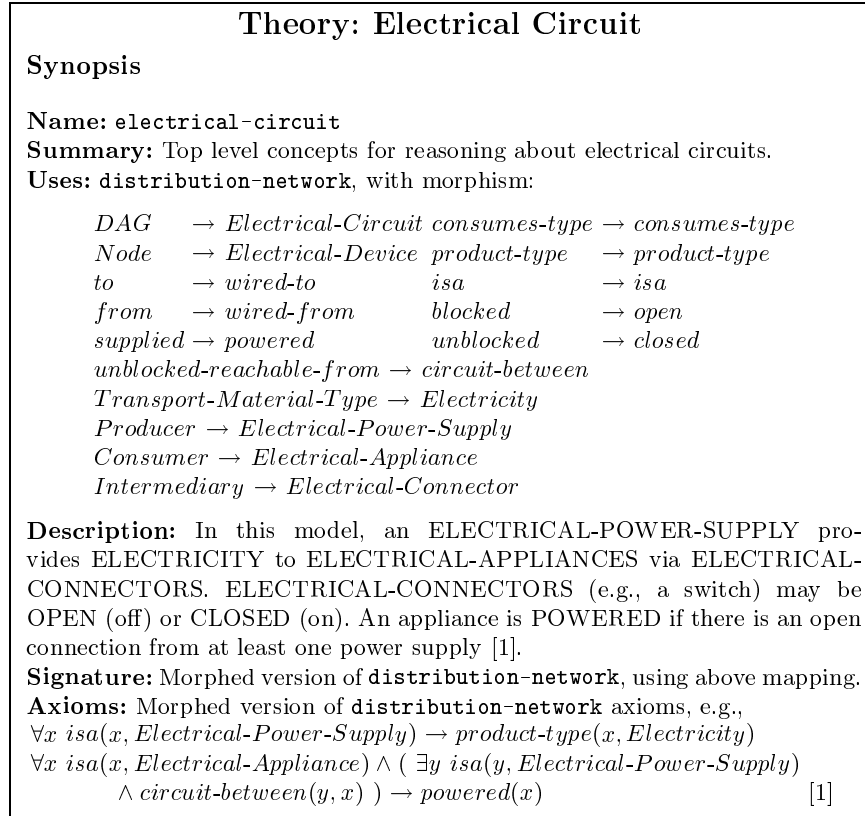 Theory: Electrical Circuit
Synopsis
Name: electrical-circuit
Summary: Top level concepts for reasoning about electrical circuits.
Uses: distribution-network, with morphism:
DAG → Electrical-Circuit consumes-type → consumes-type
Node → Electrical-Device product-type → product-type
to → wired-to isa → isa
from → wired-from blocked → open
supplied → powered unblocked → closed
unblocked-reachable-from → circuit-between
Transport-Material-Type → Electricity
Producer → Electrical-Power-Supply
Consumer → Electrical-Appliance
Intermediary → Electrical-Connector
Description: In this model, an ELECTRICAL-POWER-SUPPLY pro-
vides ELECTRICITY to ELECTRICAL-APPLIANCES via ELECTRICAL-
CONNECTORS. ELECTRICAL-CONNECTORS (e.g., a switch) may be
OPEN (off) or CLOSED (on). An appliance is POWERED if there is an open
connection from at least one power supply [1].
Signature: Morphed version of distribution-network, using above mapping.
Axioms: Morphed version of distribution-network axioms, e.g.,
∀x isa(x, Electrical-Power-Supply) → product-type(x, Electricity)
∀x isa(x, Electrical-Appliance) ∧ ( ∃y isa(y, Electrical-Power-Supply)
∧ circuit-between(y, x) ) → powered(x) [1]